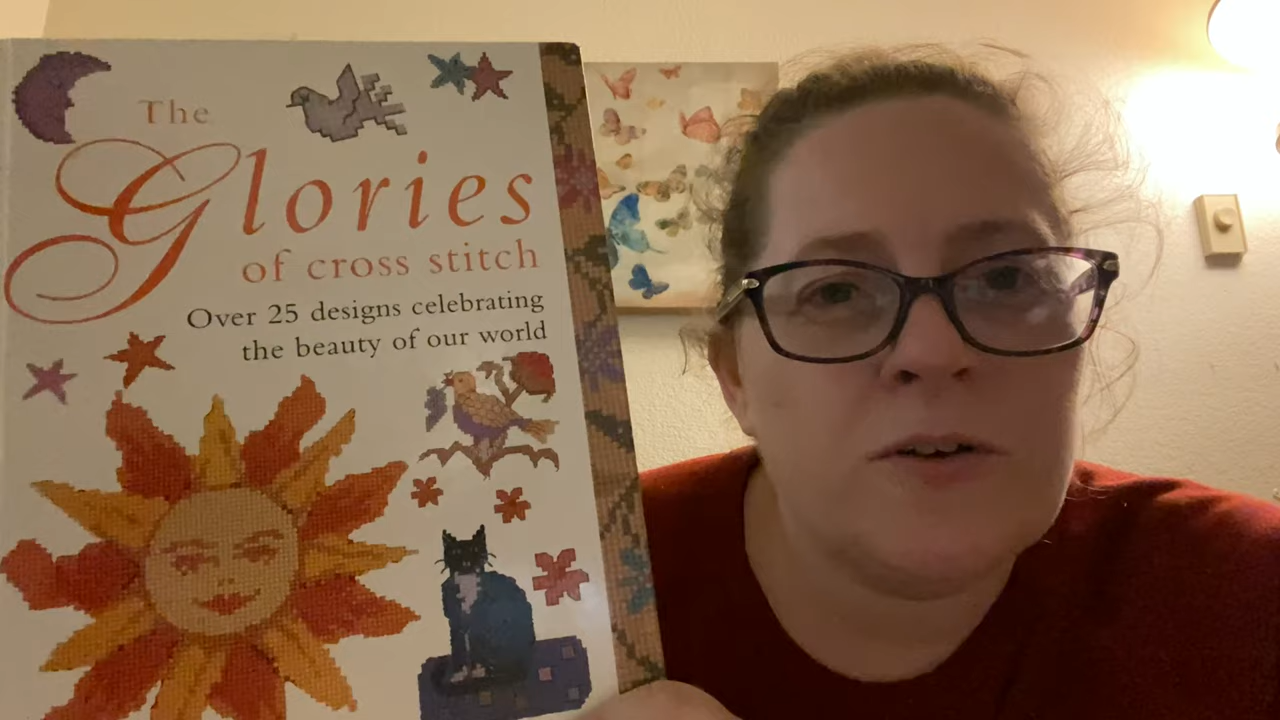 The
Glories
of cross stitch
Over 25 designs celebrating
the beauty of our world